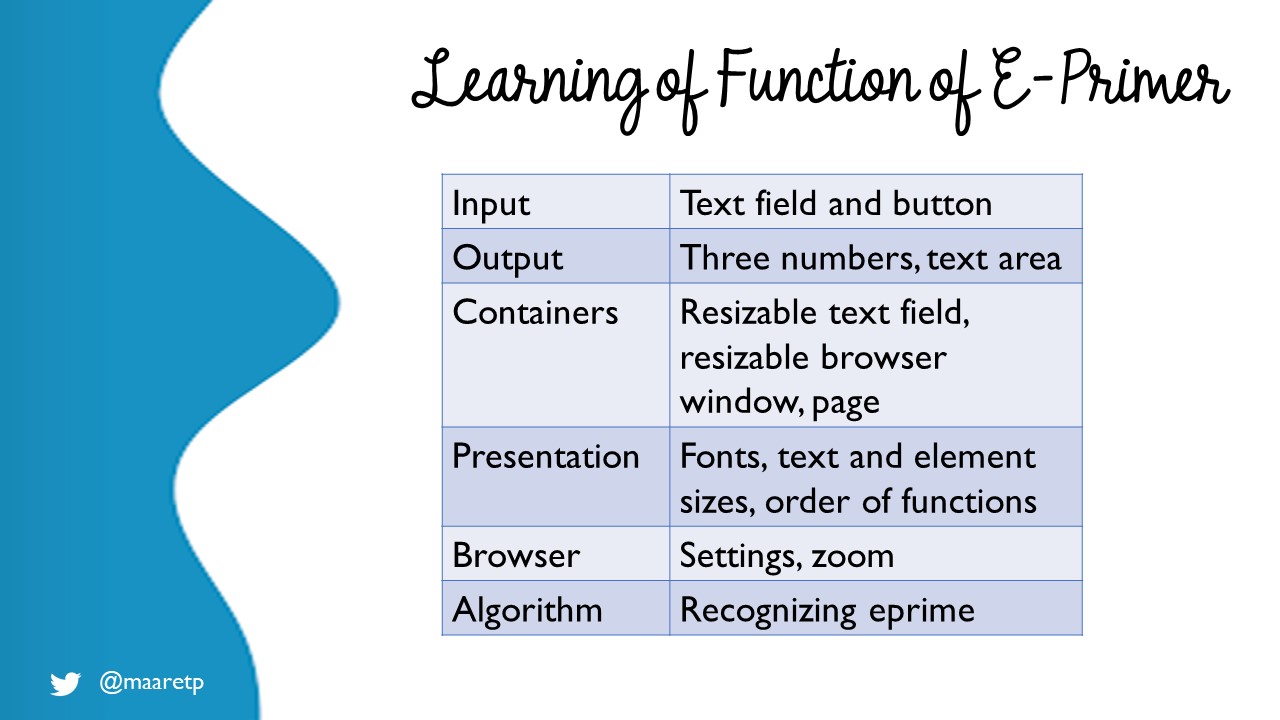 Learning of Function of E-Primer
Input
Text field and button
Output
Three numbers, text area
Containers
Resizable text field,
resizable browser
window, page
Presentation
Fonts, text and element
sizes, order of functions
Browser
Settings, zoom
Algorithm
Recognizing eprime
@maaretp